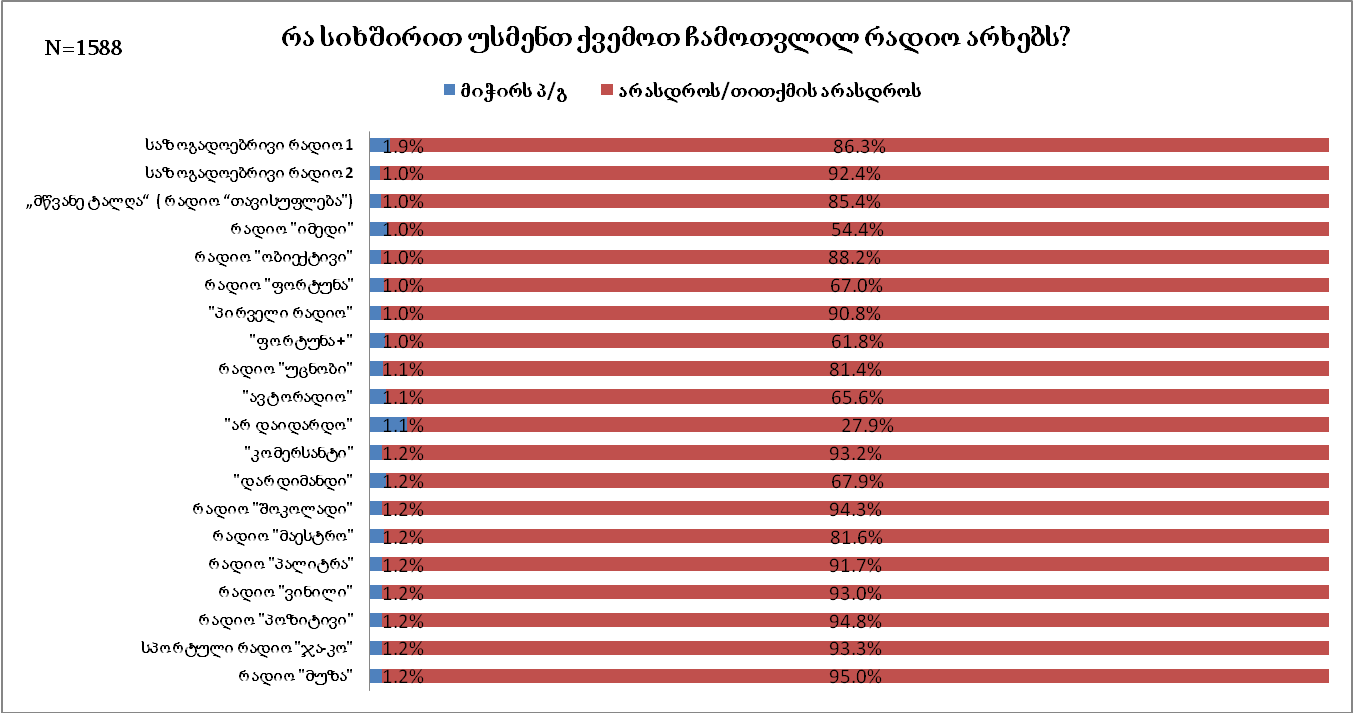 N=1588
რა სიხშირით უსმენთ ქვემოთ ჩამოთვლილ რადიო არხებს?
მიჭირს პ/გ
არასდროს/თითქმის არასდროს
საზოგადოებრივი რადიო 1 1.9% 86.3%
საზოგადოებრივი რადიო 2 1.0% 92.4%
„მწვანე ტალღა“ ( რადიო “თავისუფლება") 1.0% 85.4%
რადიო "იმედი" 1.0% 54.4%
რადიო "ობიექტივი" 1.0% 88.2%
რადიო "ფორტუნა" 1.0% 67.0%
"პირველი რადიო" 1.0% 90.8%
"ფორტუნა+" 1.0% 61.8%
რადიო "უცნობი" 1.1% 81.4%
"ავტორადიო" 1.1% 65.6%
"არ დაიდარდო" 1.1% 27.9%
"კომერსანტი" 1.2% 93.2%
"დარდიმანდი" 1.2% 67.9%
რადიო "შოკოლადი" 1.2% 94.3%
რადიო "მაესტრო" 1.2% 81.6%
რადიო "პალიტრა" 1.2% 91.7%
რადიო "ვინილი" 1.2% 93.0%
რადიო "პოზიტივი" 1.2% 94.8%
სპორტული რადიო "ჯა-კო" 1.2% 93.3%
რადიო "მუზა" 1.2% 95.0%